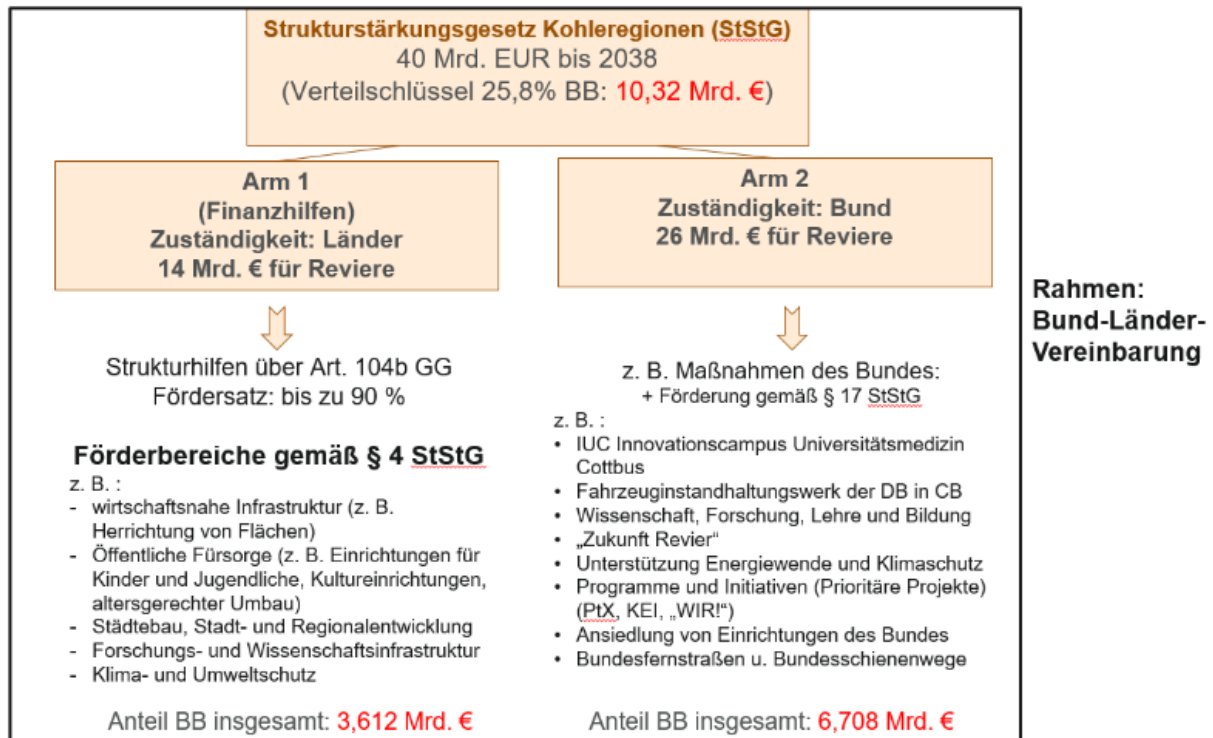 Strukturstärkungsgesetz Kohleregionen (StStG)
40 Mrd. EUR bis 2038
(Verteilschlüssel 25,8% BB: 10,32 Mrd. €)
Arm 1
(Finanzhilfen)
Zuständigkeit: Länder
14 Mrd. € für Reviere
Strukturhilfen über Art. 104b GG
Fördersatz: bis zu 90 %
Förderbereiche gemäß § 4 StStG
z. B. :
- wirtschaftsnahe Infrastruktur (z. B.
Herrichtung von Flächen)
- Öffentliche Fürsorge (z. B. Einrichtungen für
Kinder und Jugendliche, Kultureinrichtungen,
altersgerechter Umbau)
- Städtebau, Stadt- und Regionalentwicklung
- Forschungs- und Wissenschaftsinfrastruktur
- Klima- und Umweltschutz
Anteil BB insgesamt: 3,612 Mrd. €
Arm 2
Zuständigkeit: Bund
26 Mrd. € für Reviere
z. B. Maßnahmen des Bundes:
+ Förderung gemäß § 17 StStG
z. B. :
• IUC Innovationscampus Universitätsmedizin
Cottbus
• Fahrzeuginstandhaltungswerk der DB in CB
• Wissenschaft, Forschung, Lehre und Bildung
• „Zukunft Revier“
• Unterstützung Energiewende und Klimaschutz
• Programme und Initiativen (Prioritäre Projekte)
(PtX, KEI, „WIR!“)
• Ansiedlung von Einrichtungen des Bundes
• Bundesfernstraßen u. Bundesschienenwege
Anteil BB insgesamt: 6,708 Mrd. €
Rahmen:
Bund-Länder-
Vereinbarung